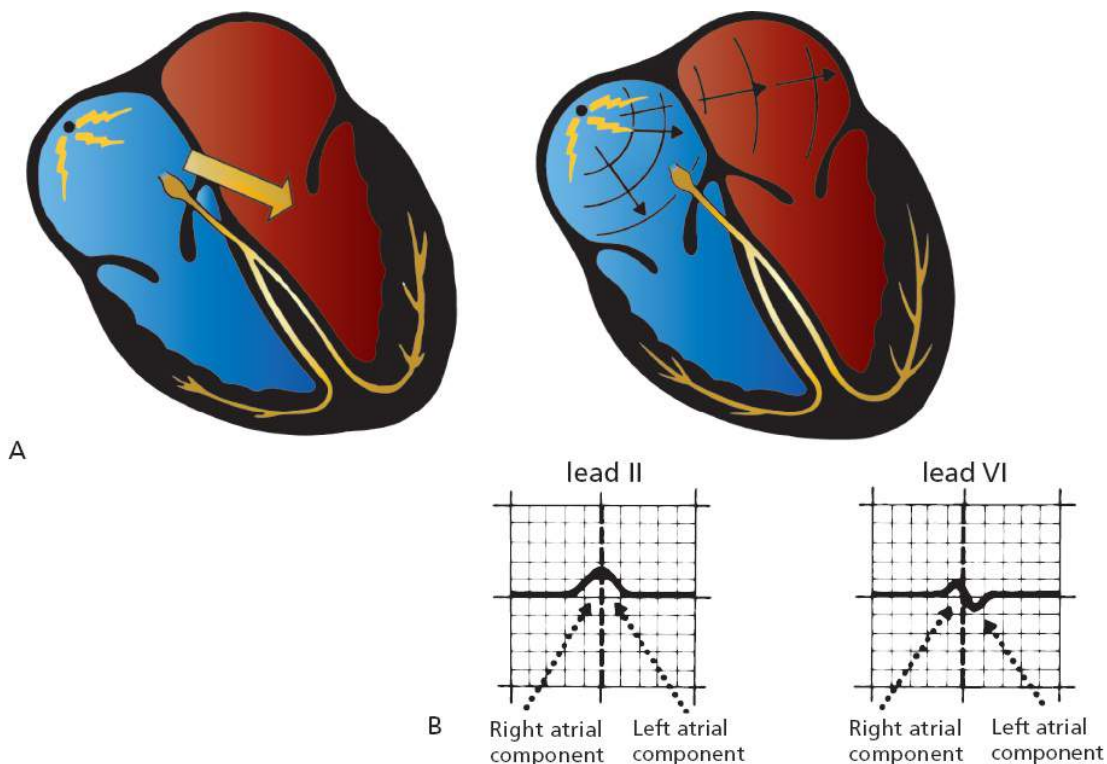 A
lead II
lead VI
B
Right atrial
component
Left atrial
component
Right atrial
component
Left atrial
component